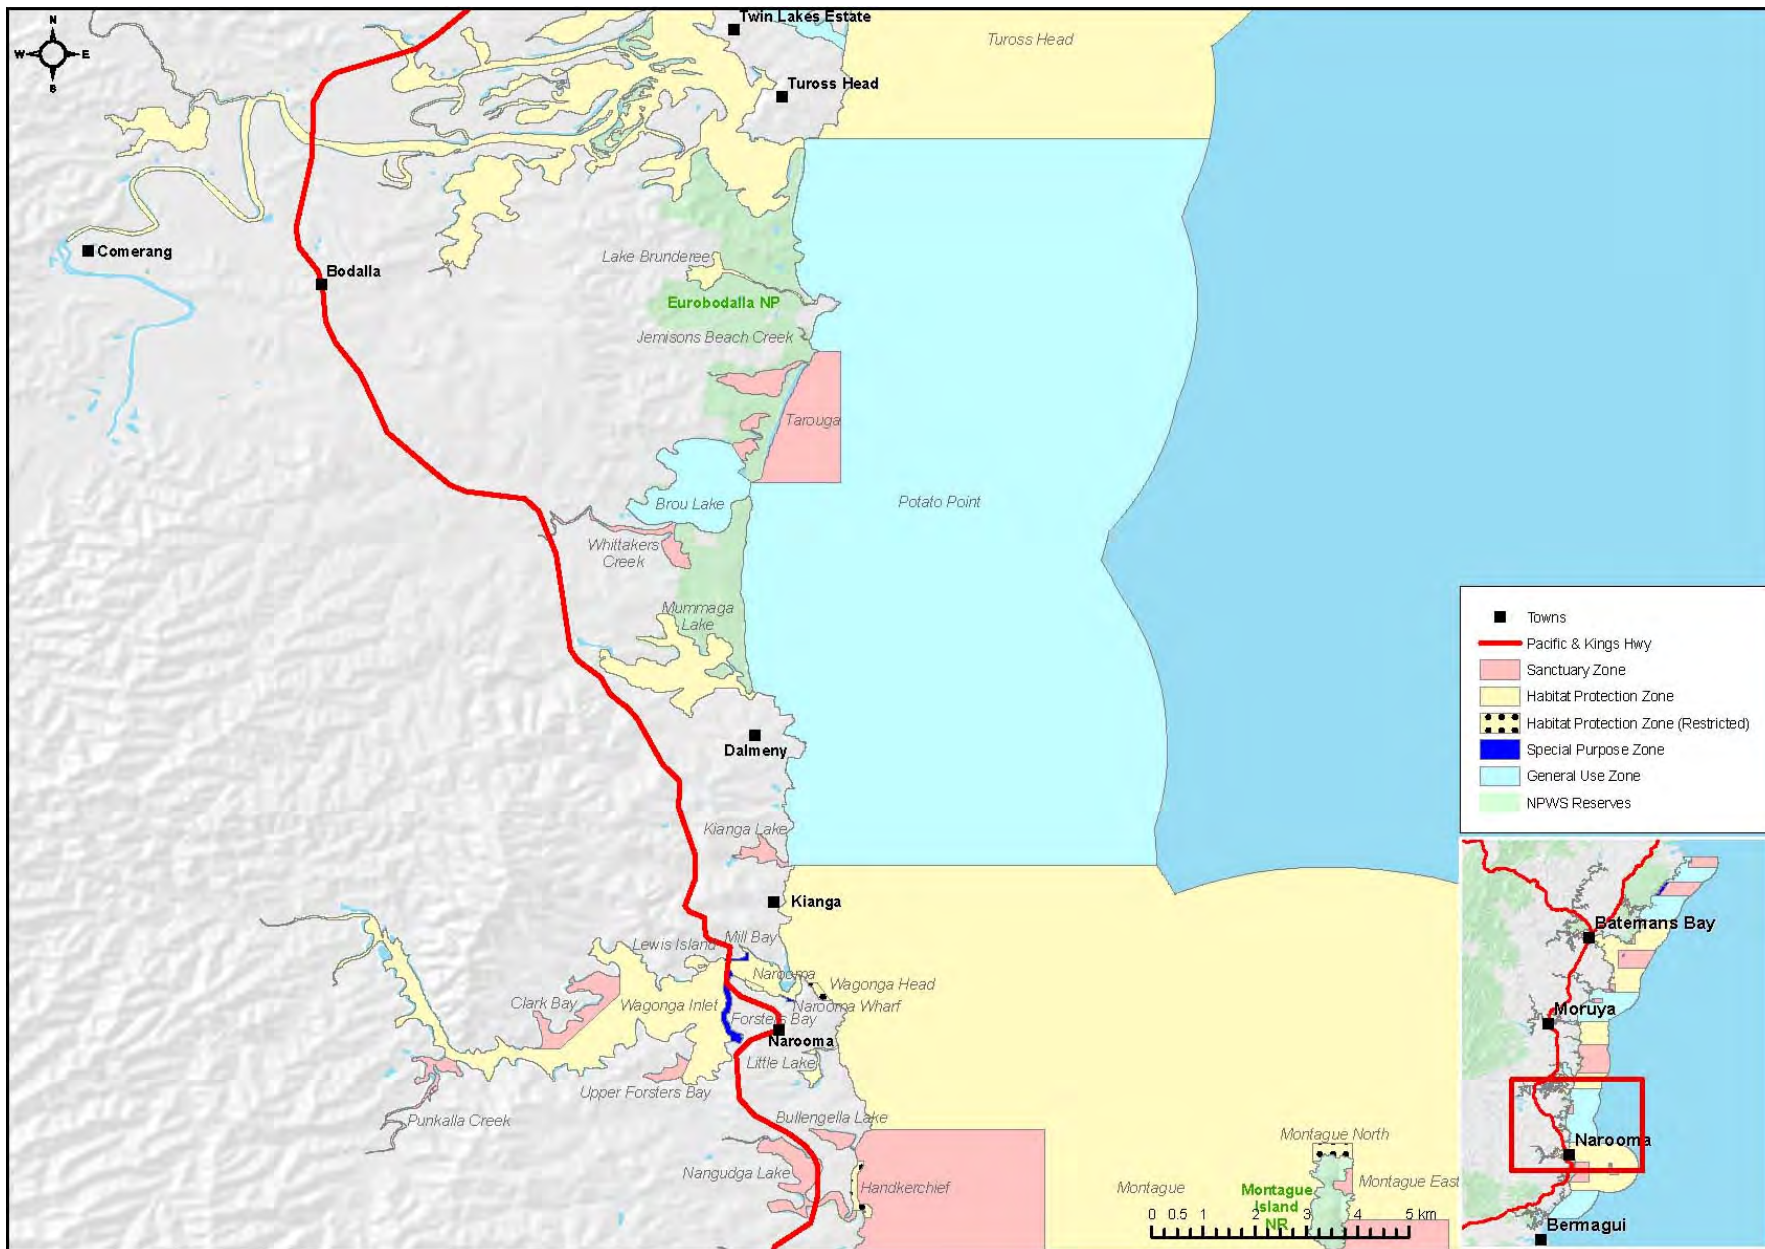 N
W
E
S
Twin Lakes Estate
Tuross Head
Tuross Head
Comerang
Bodalla
Lake Brunderee
Eurobodalla NP
Jemisons Beach Creek
Tarouga
Brou Lake
Potato Point
Whittakers
Creek
Mummaga
Lake
Dalmeny
Kianga Lake
Kianga
Mill Bay
Lewis Island
Narooma
Wagonga Head
Clark Bay
Wagonga Inlet
Narooma Wharf
Forsters Bay
Narooma
Little Lake
Upper Forsters Bay
Punkalla Creek
Bullengella Lake
Nangudga Lake
Handkerchief
Montague North
Montague
Montague East
Montague
Island
NR
0 0.5 1 2 3 4 5 km
Towns
Pacific & Kings Hwy
Sanctuary Zone
Habitat Protection Zone
Habitat Protection Zone (Restricted)
Special Purpose Zone
General Use Zone
NPWS Reserves
Batemans Bay
Moruya
Narooma
Bermagui